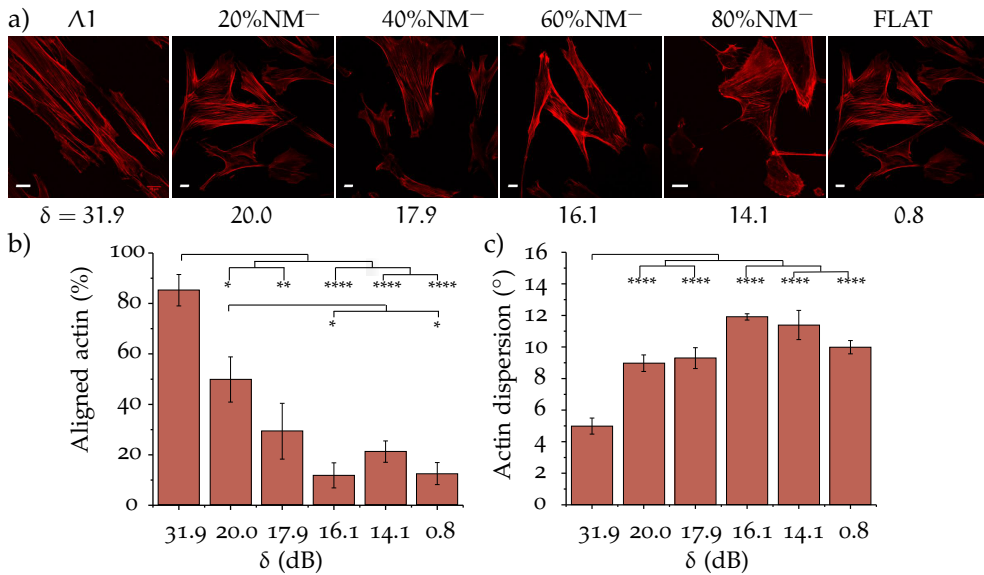 a) Λ1 20%NM− 40%NM− 60%NM− 80%NM− FLAT
δ = 31.9 20.0 17.9 16.1 14.1 0.8
b)
100
80
60
40
20
0
Aligned actin (%)
* ** **** **** ****
* *
31.9 20.0 17.9 16.1 14.1 0.8
δ (dB)
c)
16
14
12
10
8
6
4
2
0
Actin dispersion (°)
**** **** **** **** ****
31.9 20.0 17.9 16.1 14.1 0.8
δ (dB)